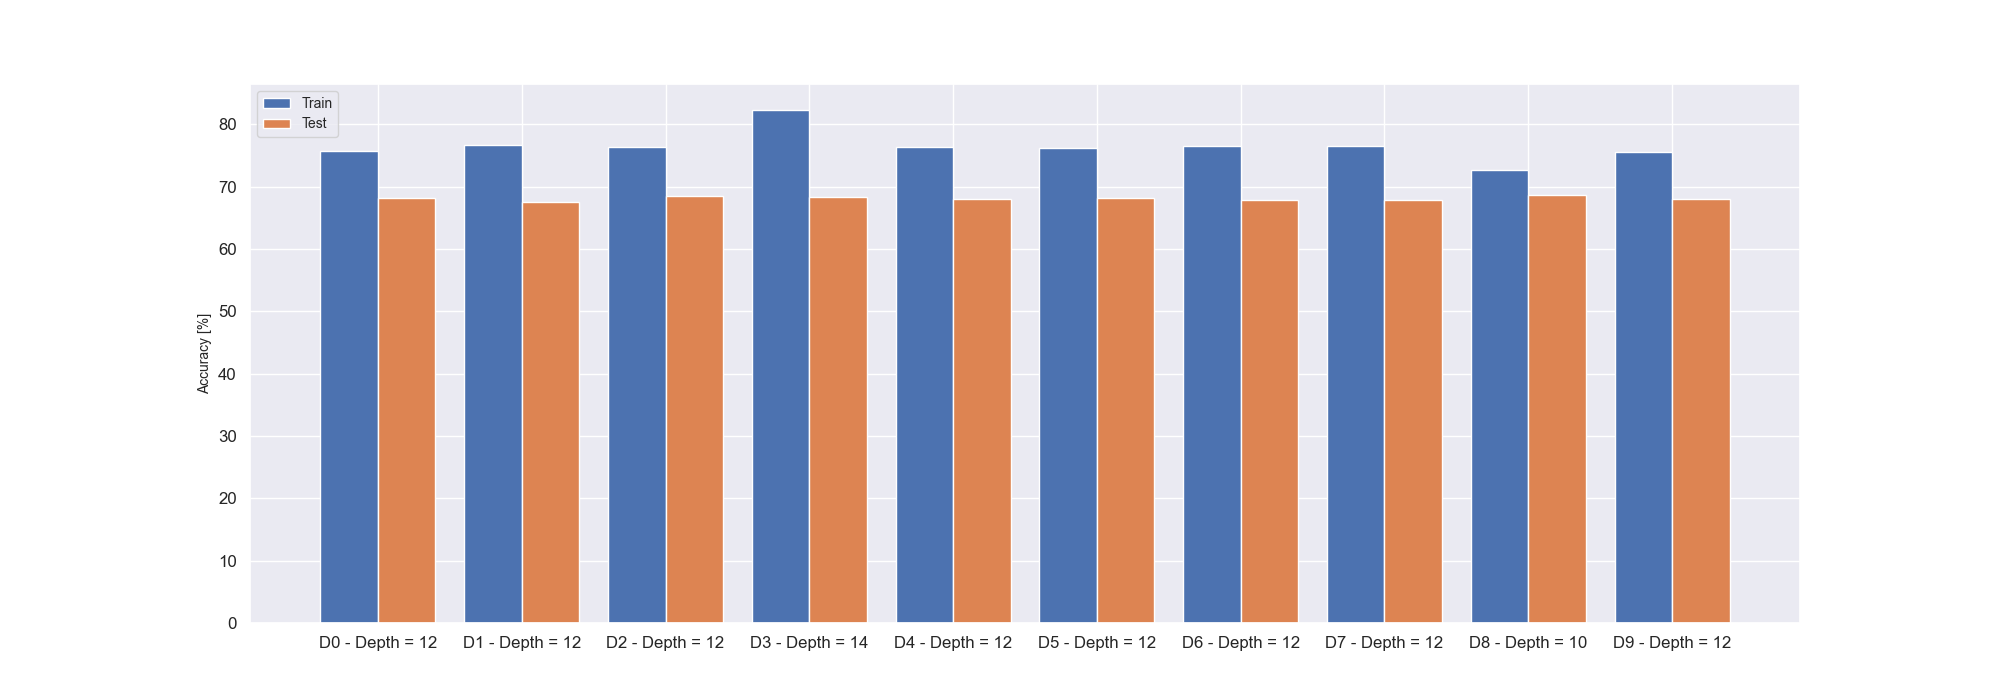 Train
Test
Accuracy [%]
80
70
60
50
40
30
20
10
0
D0 - Depth = 12
D1 - Depth = 12
D2 - Depth = 12
D3 - Depth = 14
D4 - Depth = 12
D5 - Depth = 12
D6 - Depth = 12
D7 - Depth = 12
D8 - Depth = 10
D9 - Depth = 12